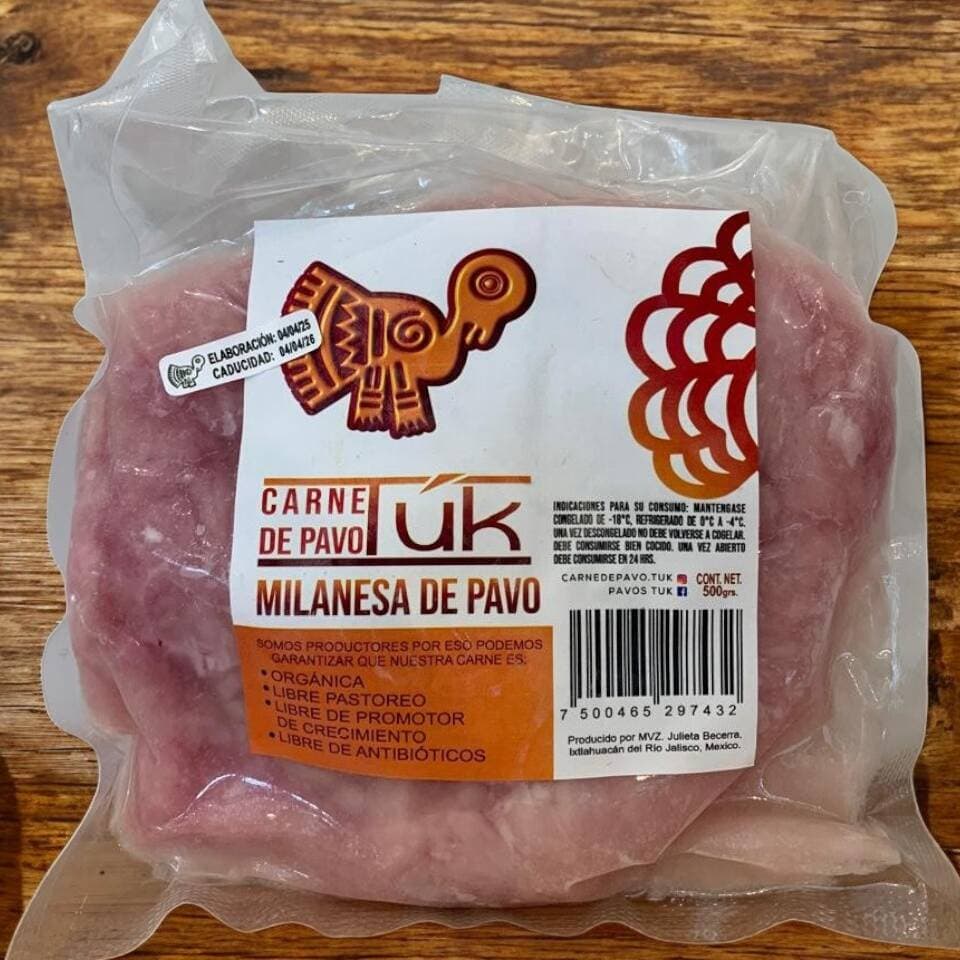 ELABORACIÓN: 04/04/25
CADUCIDAD: 04/04/26
CARNE
DE PAVO
Túk
MILANESA DE PAVO
SOMOS PRODUCTORES POR ESO PODEMOS
GARANTIZAR QUE NUESTRA CARNE ES:
• ORGÁNICA
• LIBRE PASTOREO
• LIBRE DE PROMOTOR
DE CRECIMIENTO
• LIBRE DE ANTIBIÓTICOS
INDICACIONES PARA SU CONSUMO: MANTENGASE
CONGELADO DE -18°C, REFRIGERADO DE 0°C A -4°C.
UNA VEZ DESCONGELADO NO DEBE VOLVERSE A COGELAR.
DEBE CONSUMIRSE BIEN COCIDO. UNA VEZ ABIERTO
DEBE CONSUMIRSE EN 24 HRS.
CARNEDEPAVO.TUK
PAVOS TUK
CONT. NET.
500grs.
7 500465 297432
Producido por MVZ. Julieta Becerra.
Ixtlahuacán del Río Jalisco, Mexico.